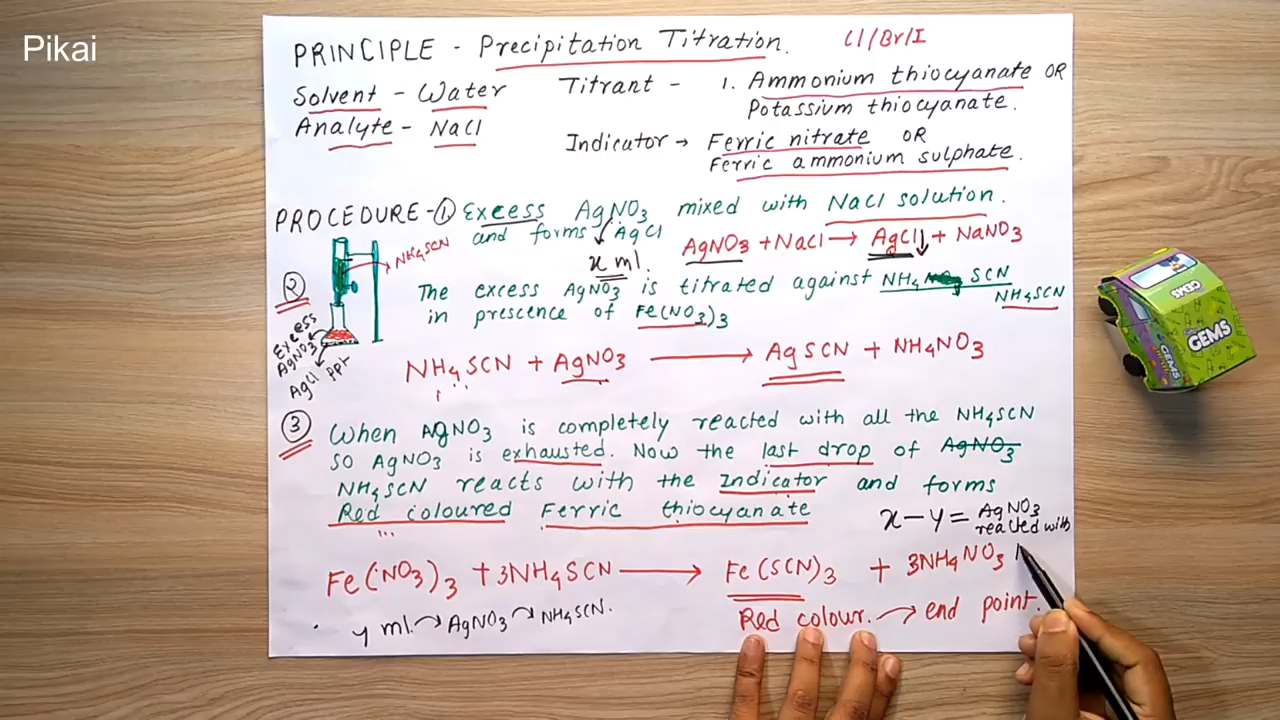 Pikai
PRINCIPLE - Precipitation Titration. Cl/Br/I
Solvent - Water
Analyte - NaCl
Titrant - 1. Ammonium thiocyanate OR
Potassium thiocyanate.
Indicator → Ferric nitrate OR
Ferric ammonium sulphate.
PROCEDURE - ① Excess AgNO3 mixed with NaCl solution.
and forms AgCl
AgNO3 + NaCl → AgCl↓ + NaNO3
x ml.
② NH4SCN
The excess AgNO3 is titrated against NH4 SCN
NH4SCN
in prescence of Fe(NO3)3
Excess
AgNO3
AgCl ppt
NH4SCN + AgNO3 → AgSCN + NH4NO3
③ When AgNO3 is completely reacted with all the NH4SCN
so AgNO3 is exhausted. Now the last drop of AgNO3
NH4SCN reacts with the Indicator and forms
Red coloured Ferric thiocyanate
x - y = AgNO3
reacted with
Fe(NO3)3 + 3NH4SCN → Fe(SCN)3 + 3NH4NO3
Red colour. → end point.
y ml. → AgNO3 → NH4SCN.
GEMS
GEMS
GEMS